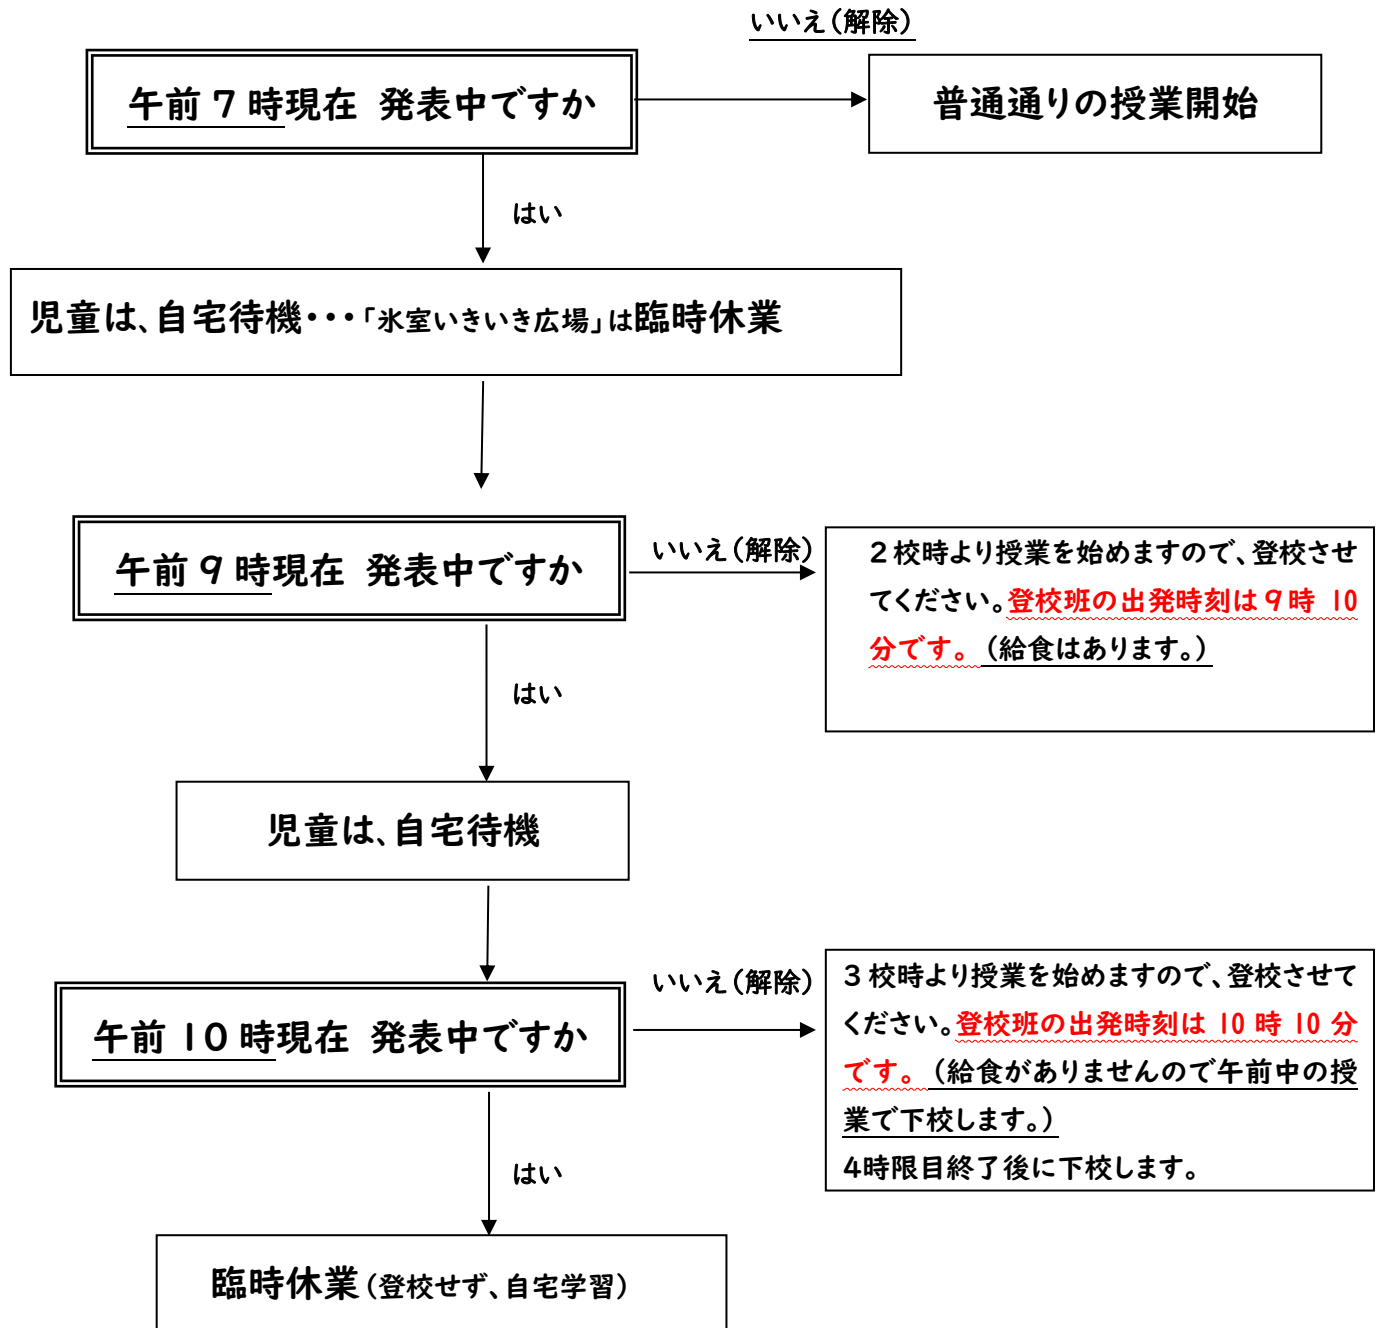 いいえ（解除）
午前７時現在 発表中ですか
普通通りの授業開始
はい
児童は、自宅待機・・・「氷室いきいき広場」は臨時休業
午前９時現在 発表中ですか
いいえ（解除）
２校時より授業を始めますので、登校させ
てください。登校班の出発時刻は９時 10
分です。（給食はあります。）
はい
児童は、自宅待機
午前 10 時現在 発表中ですか
いいえ（解除）
３校時より授業を始めますので、登校させて
ください。登校班の出発時刻は 10 時 10 分
です。（給食がありませんので午前中の授
業で下校します。）
4時限目終了後に下校します。
はい
臨時休業（登校せず、自宅学習）